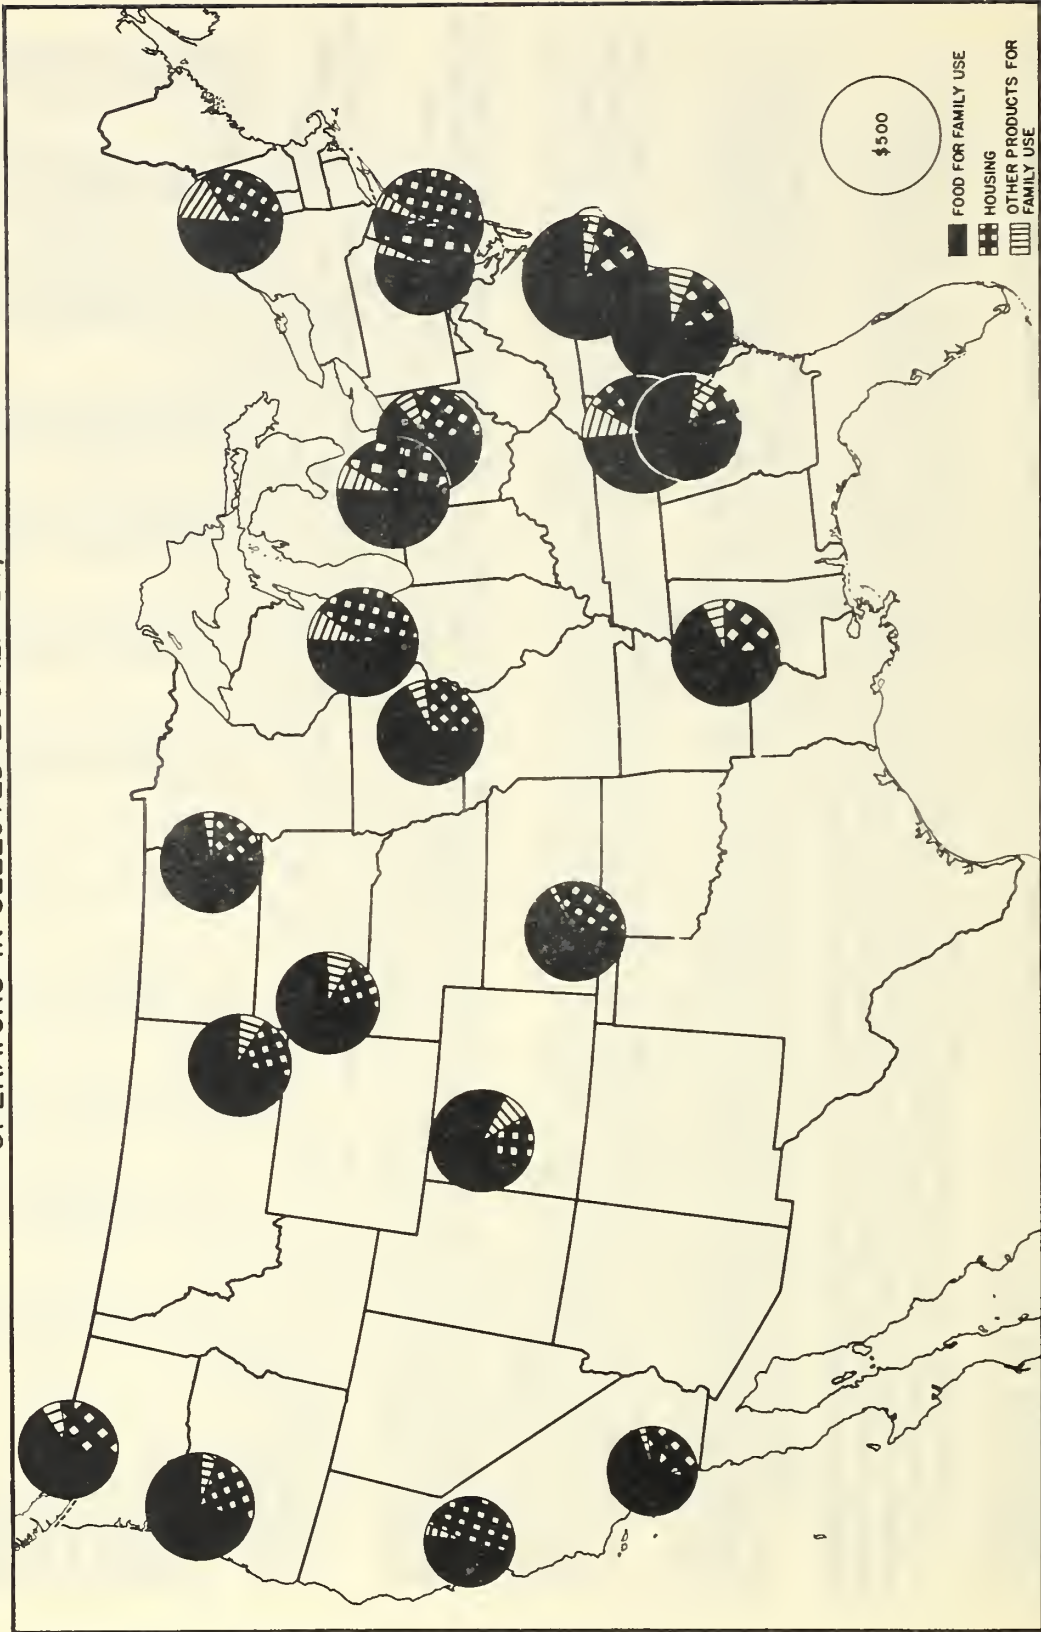 $500
FOOD FOR FAMILY USE
HOUSING
OTHER PRODUCTS FOR
FAMILY USE